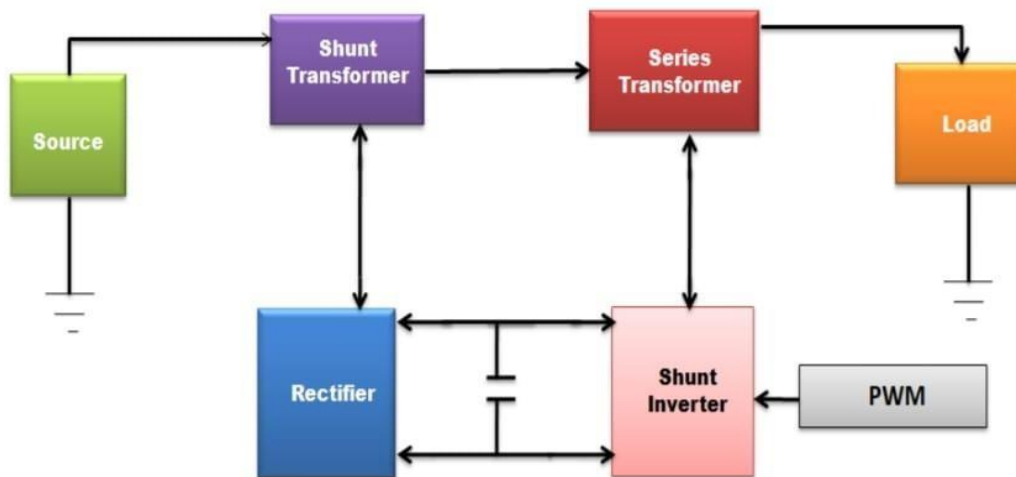 Shunt
Transformer
Series
Transformer
Source
Load
Rectifier
Shunt
Inverter
PWM